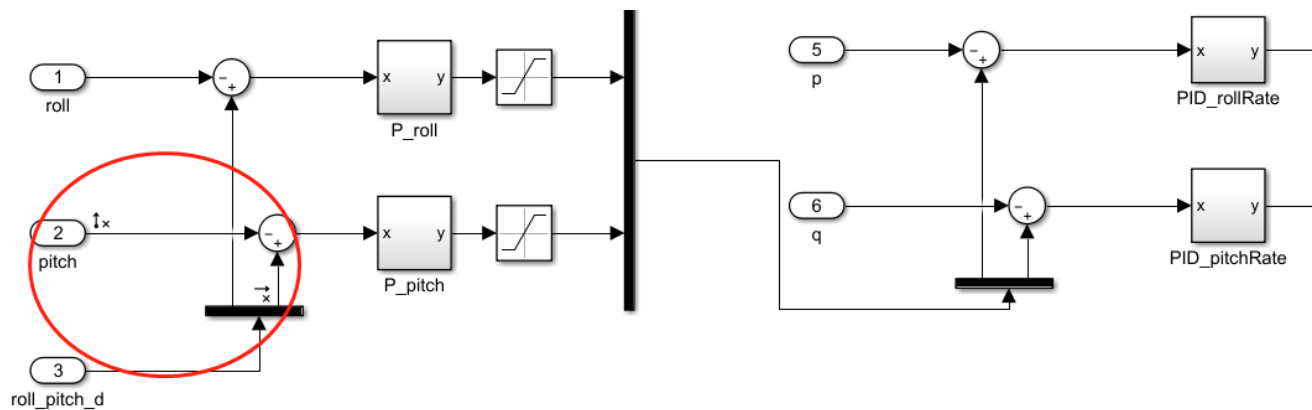 1
roll
- +
x y
P_roll
2
pitch
x
- +
x y
P_pitch
x
3
roll_pitch_d
5
p
- +
x y
PID_rollRate
6
q
- +
x y
PID_pitchRate